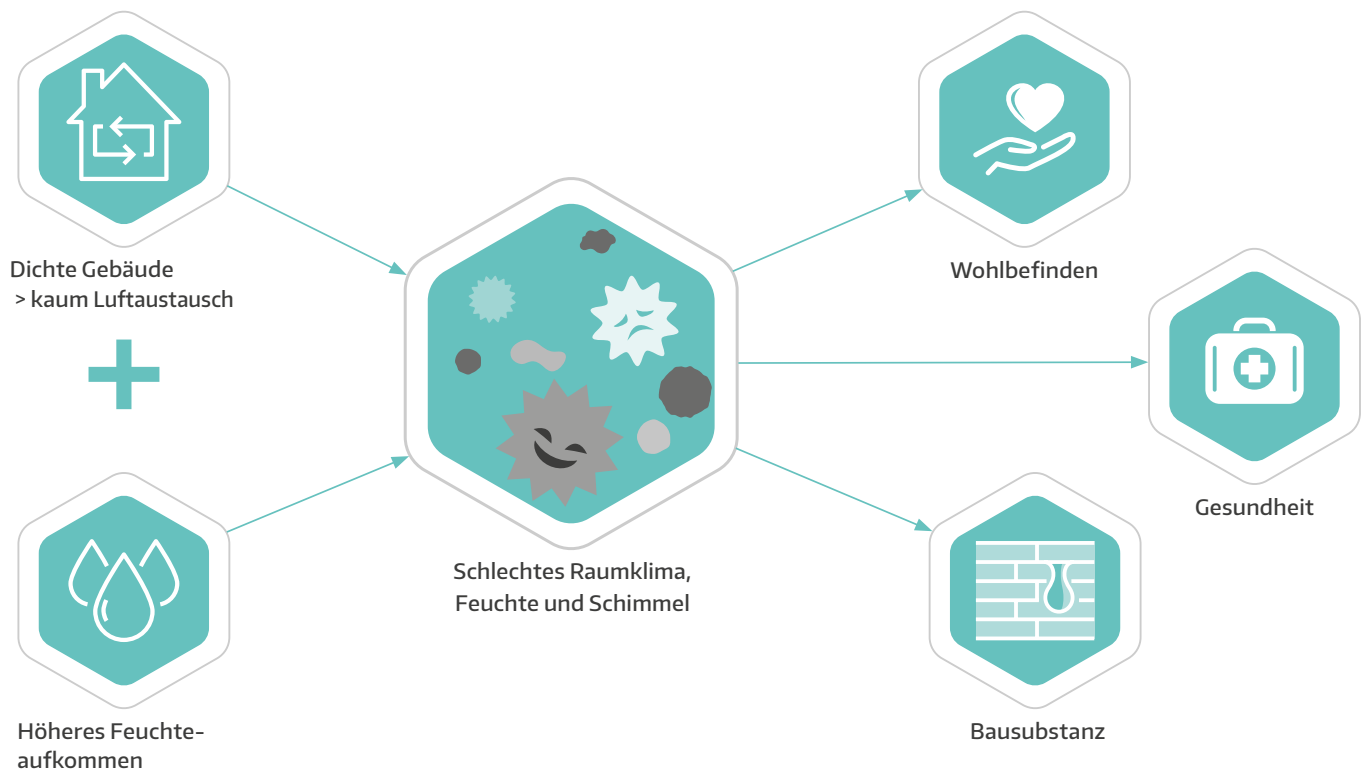 Dichte Gebäude
> kaum Luftaustausch
Höheres Feuchte-
aufkommen
Schlechtes Raumklima,
Feuchte und Schimmel
Wohlbefinden
Gesundheit
Bausubstanz